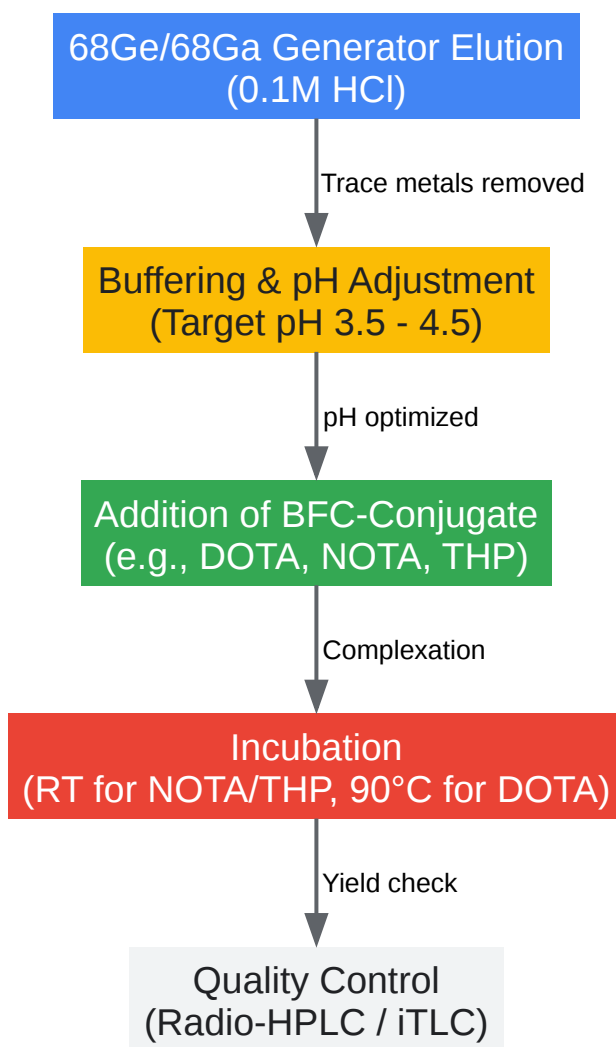 68Ge/68Ga Generator Elution
(0.1M HCl)
Trace metals removed
Buffering & pH Adjustment
(Target pH 3.5 - 4.5)
pH optimized
Addition of BFC-Conjugate
(e.g., DOTA, NOTA, THP)
Complexation
Incubation
(RT for NOTA/THP, 90°C for DOTA)
Yield check
Quality Control
(Radio-HPLC / iTLC)